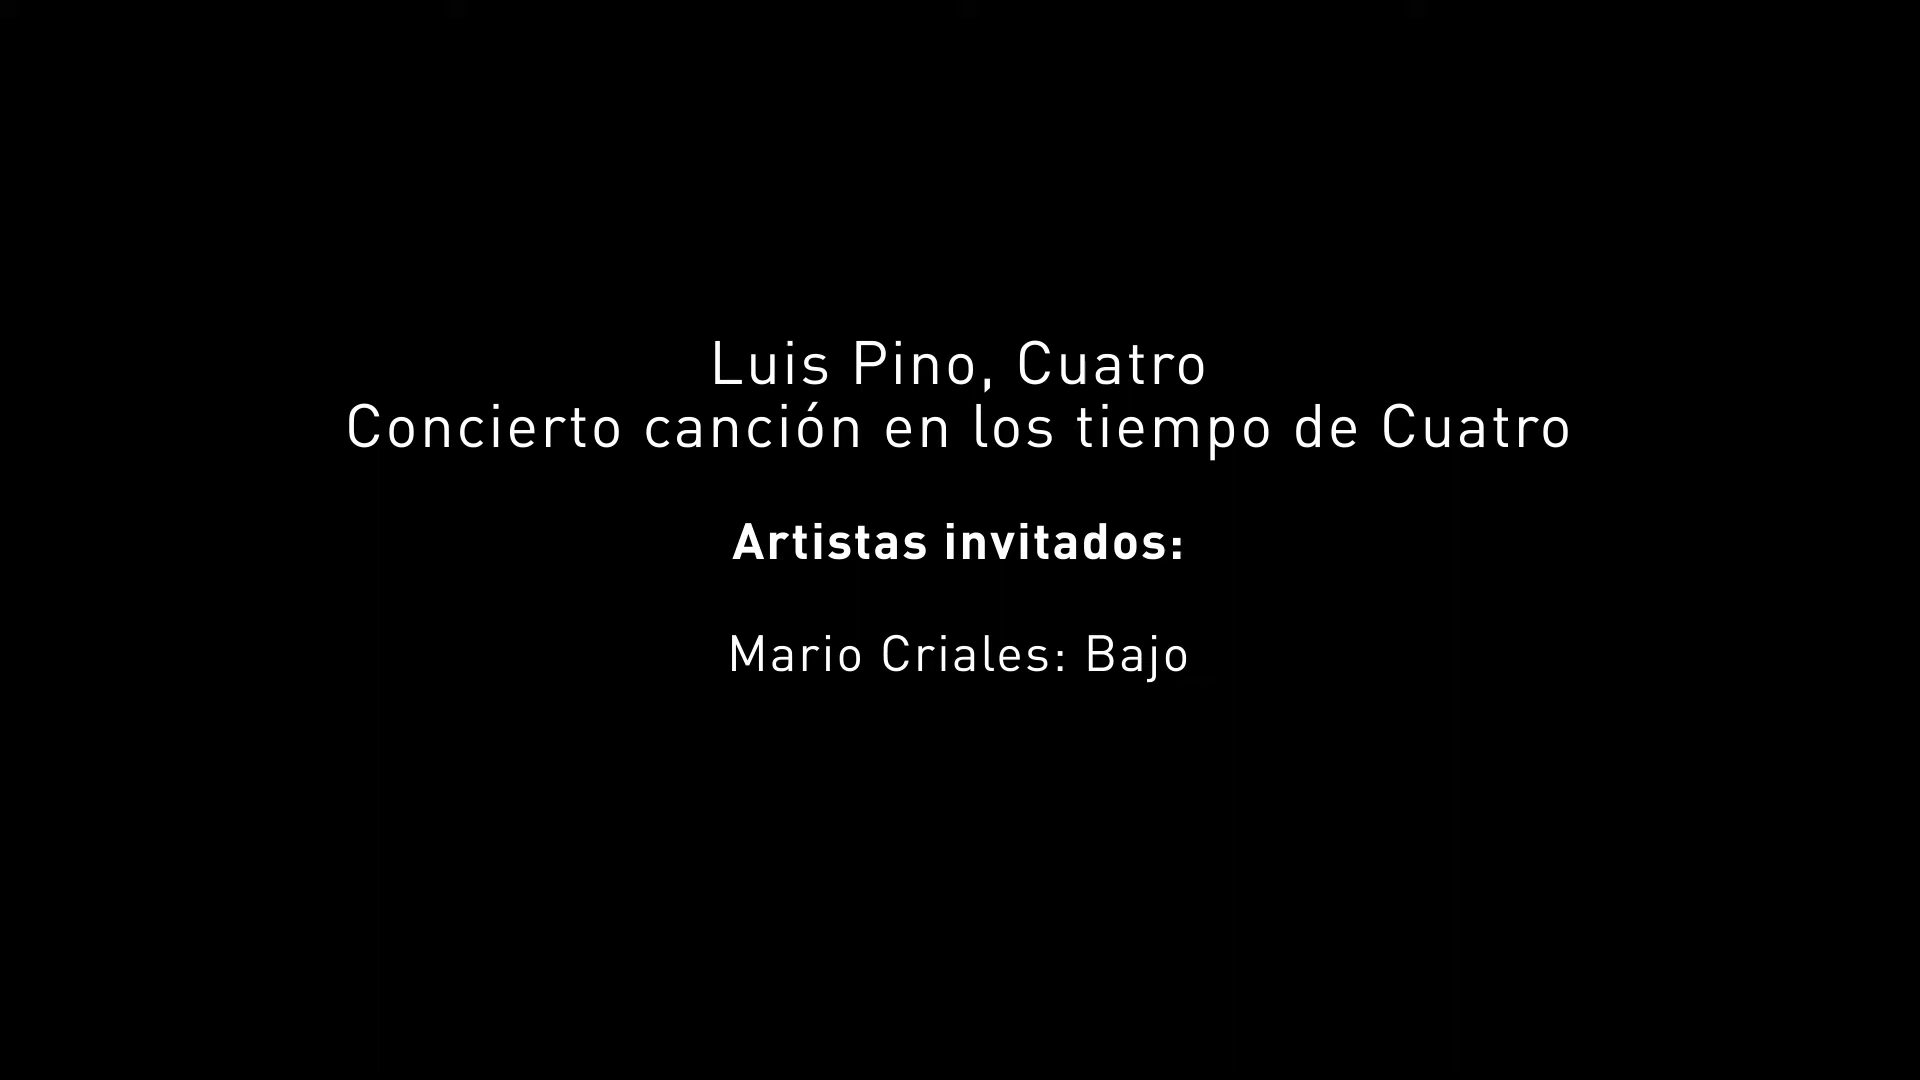 Luis Pino, Cuatro
Concierto canción en los tiempo de Cuatro
Artistas invitados:
Mario Criales: Bajo